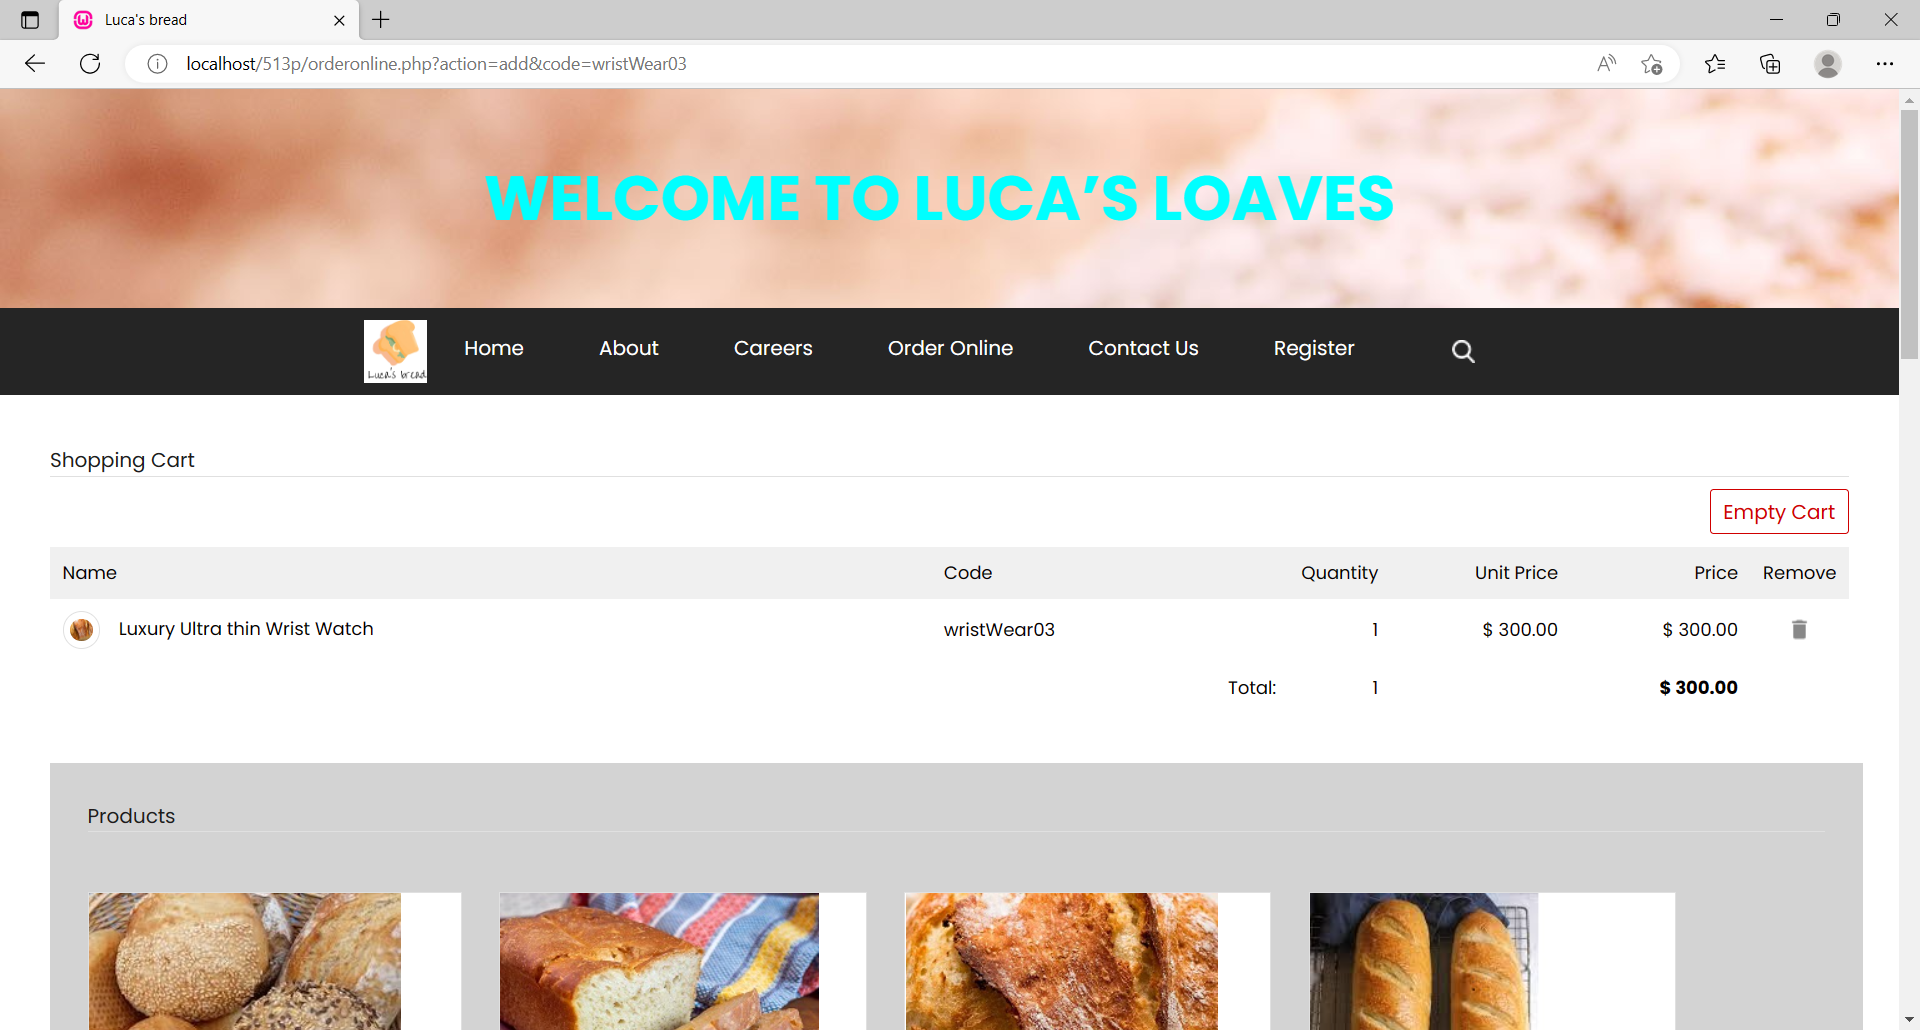 Luca's bread
localhost/513p/orderonline.php?action=add&code=wristWear03
WELCOME TO LUCA’S LOAVES
Luca's bread
Home About Careers Order Online Contact Us Register
Shopping Cart
Empty Cart
Name Code Quantity Unit Price Price Remove
Luxury Ultra thin Wrist Watch wristWear03 1 $ 300.00 $ 300.00
Total: 1 $ 300.00
Products